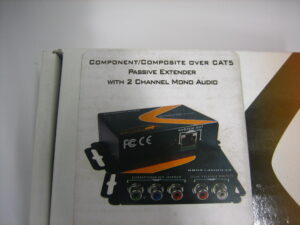 Component/Composite over CAT5
Passive Extender
with 2 Channel Mono Audio
FC CE